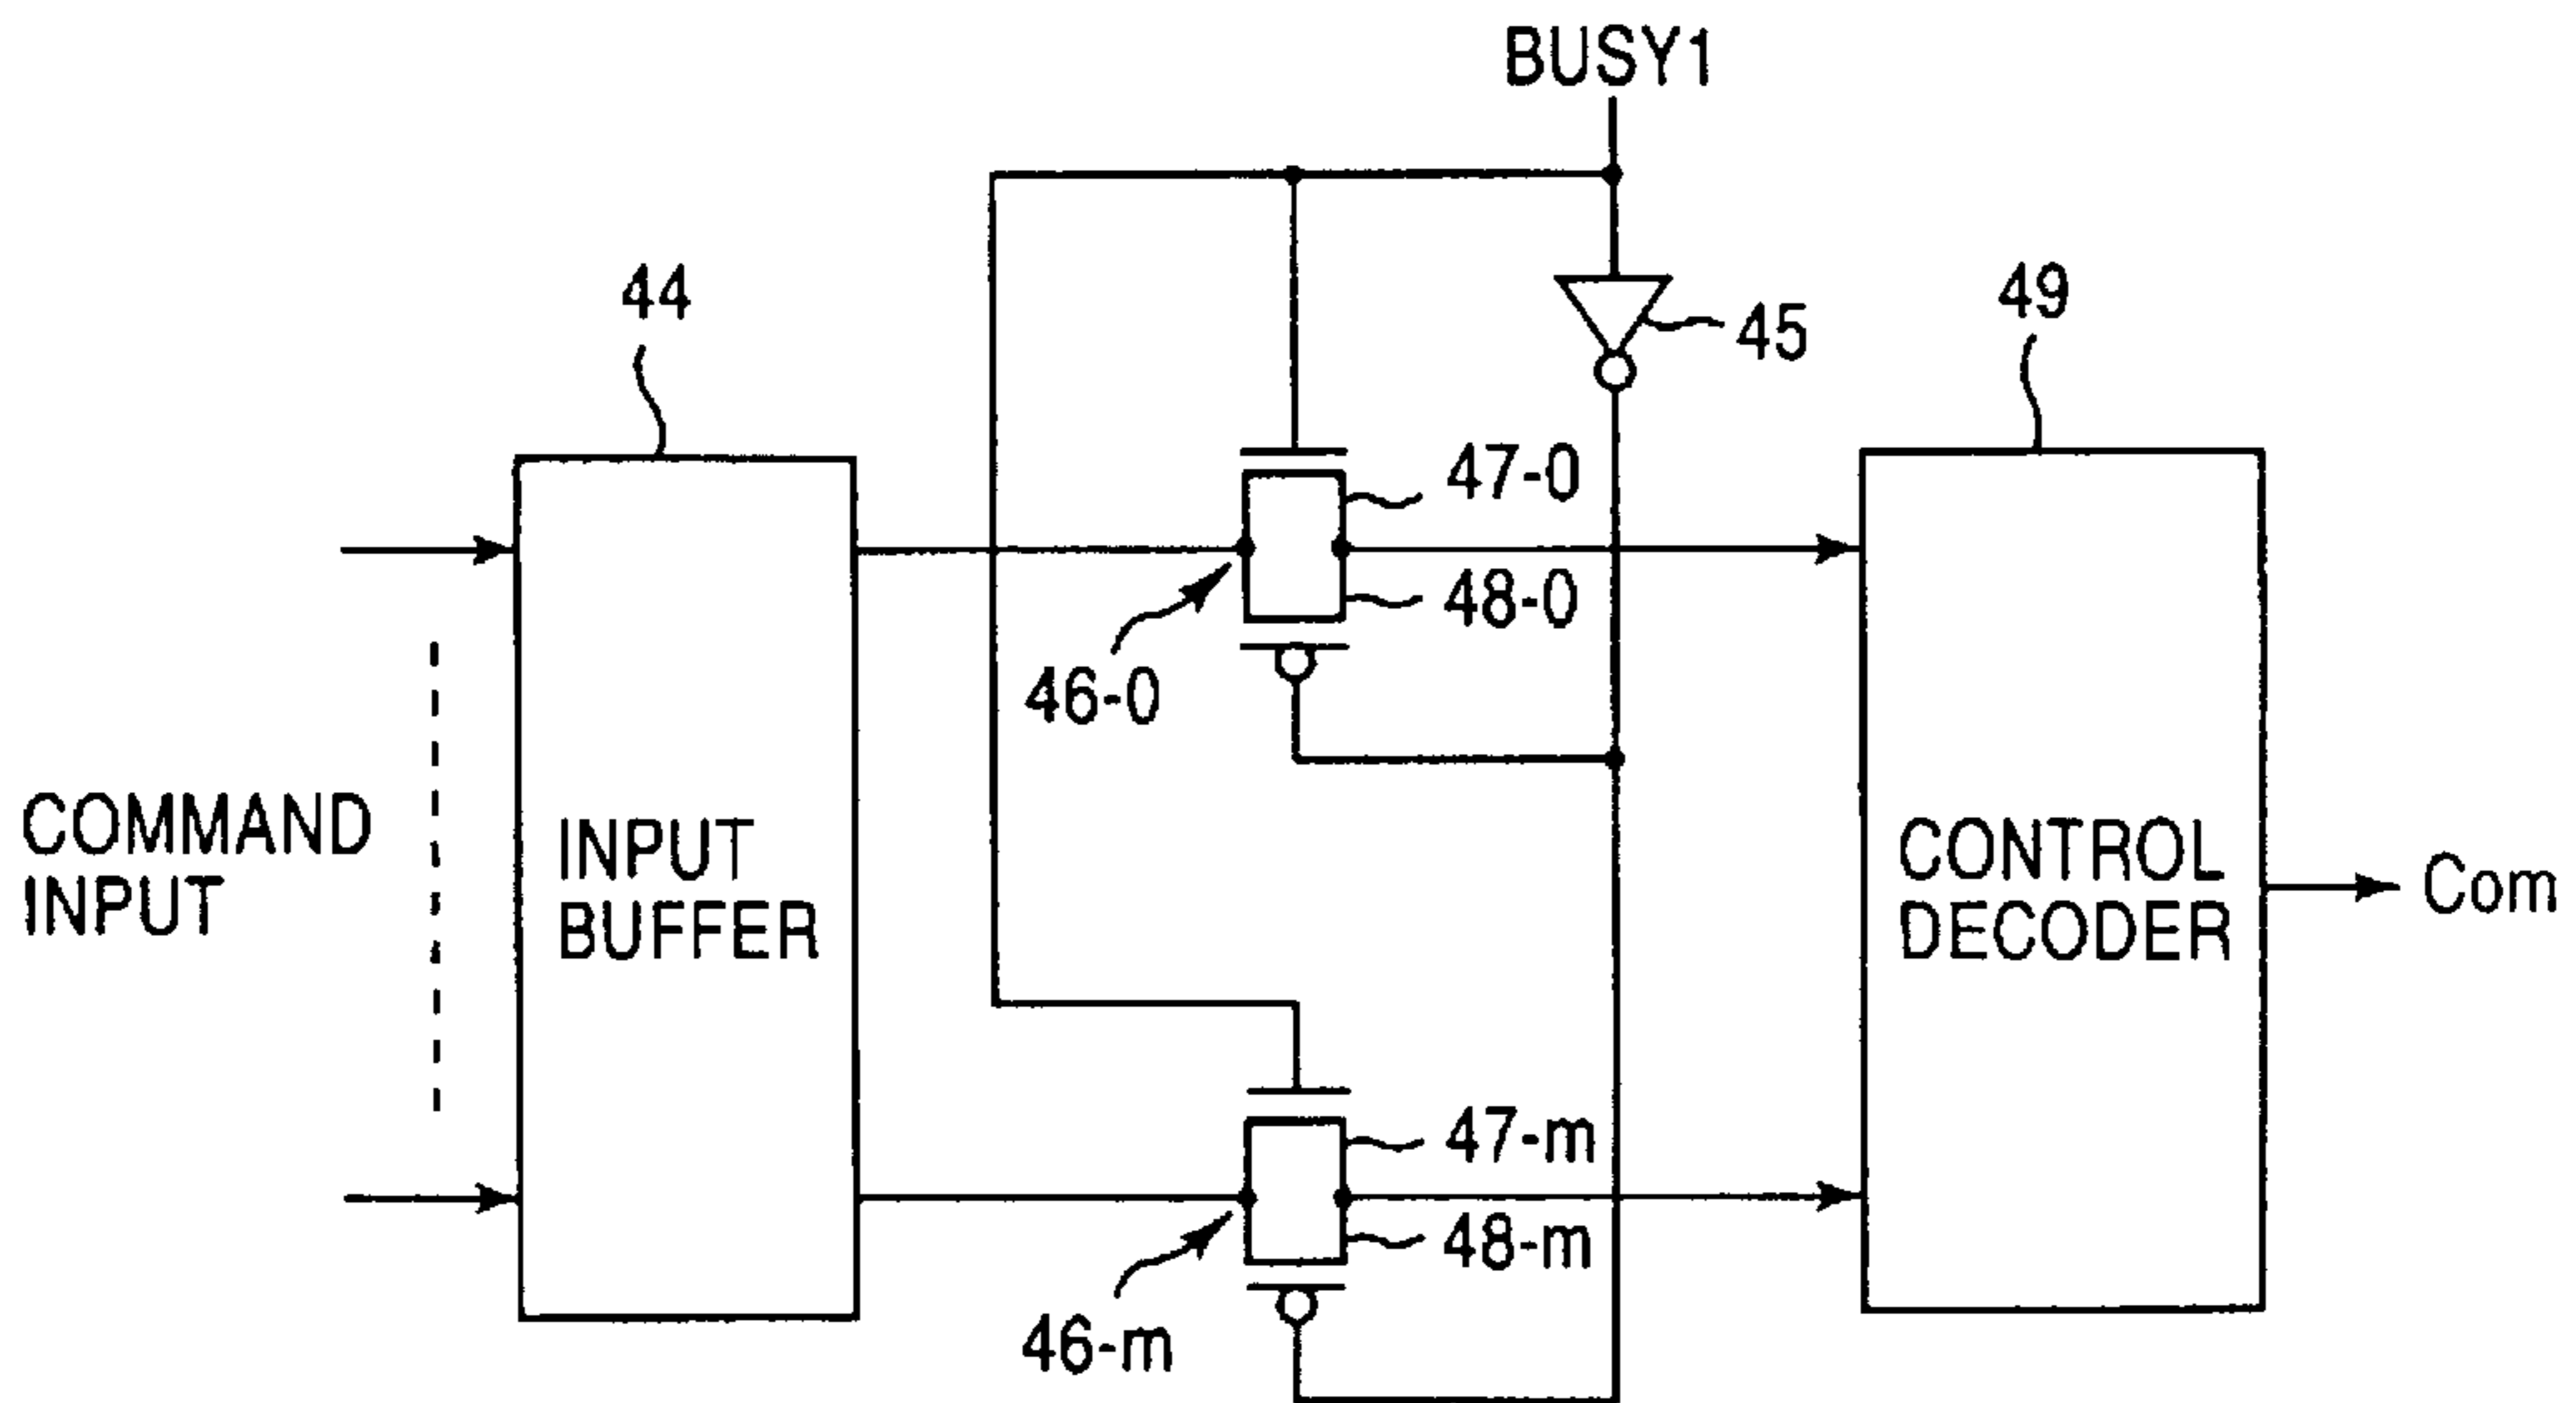 BUSY1
44
45
49
47-0
48-0
46-0
COMMAND
INPUT
INPUT
BUFFER
CONTROL
DECODER
Com
47-m
48-m
46-m